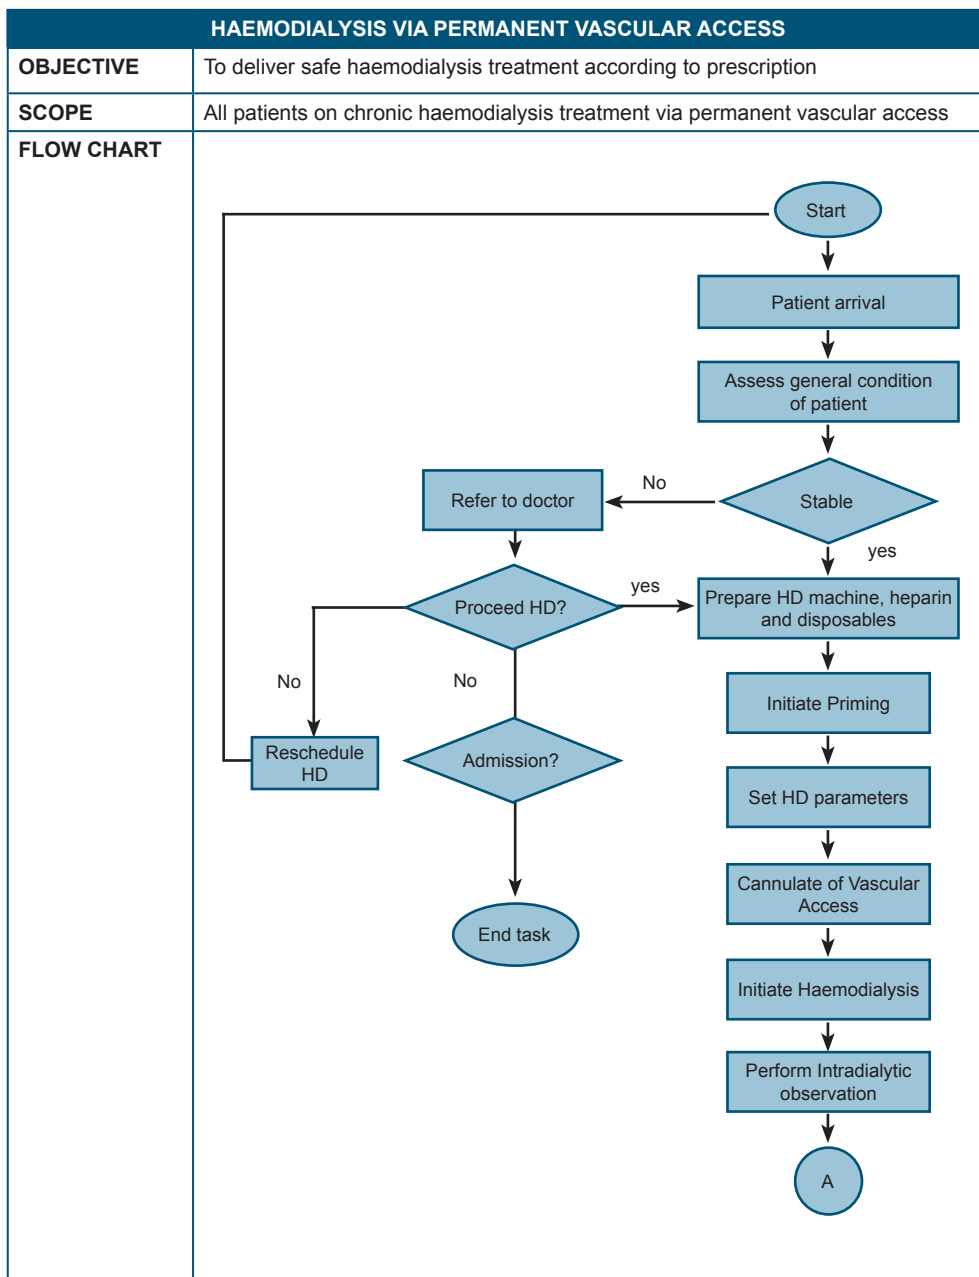 HAEMODIALYSIS VIA PERMANENT VASCULAR ACCESS
OBJECTIVE
To deliver safe haemodialysis treatment according to prescription
SCOPE
All patients on chronic haemodialysis treatment via permanent vascular access
FLOW CHART
Start
Patient arrival
Assess general condition
of patient
Stable
No
yes
Refer to doctor
Proceed HD?
yes
No
No
Prepare HD machine, heparin
and disposables
Initiate Priming
Reschedule
HD
Admission?
Set HD parameters
Cannulate of Vascular
Access
End task
Initiate Haemodialysis
Perform Intradialytic
observation
A